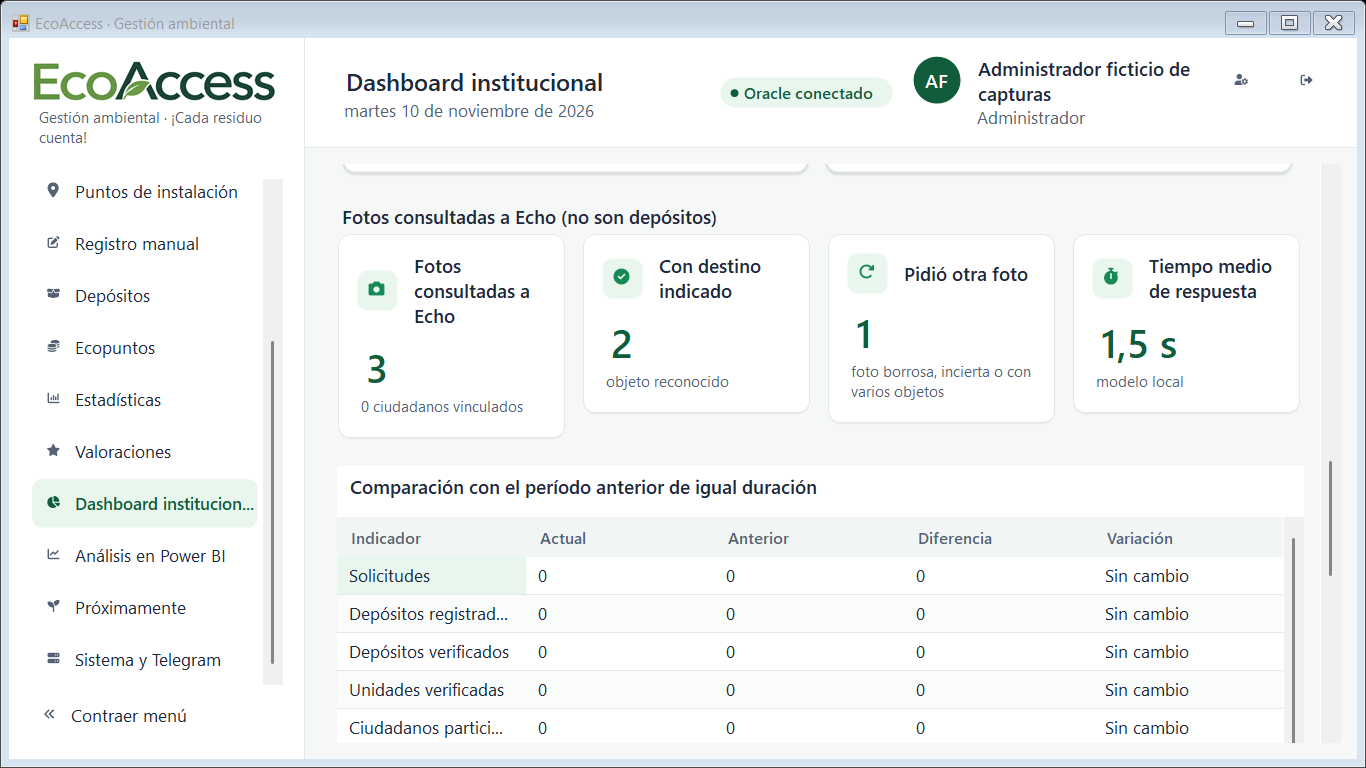 EcoAccess · Gestión ambiental
EcoAccess
Gestión ambiental · ¡Cada residuo
cuenta!
Puntos de instalación
Registro manual
Depósitos
Ecopuntos
Estadísticas
Valoraciones
Dashboard institucion...
Análisis en Power BI
Próximamente
Sistema y Telegram
Contraer menú
Dashboard institucional
martes 10 de noviembre de 2026
Oracle conectado
AF
Administrador ficticio de
capturas
Administrador
Fotos consultadas a Echo (no son depósitos)
Fotos
consultadas a
Echo
3
0 ciudadanos vinculados
Con destino
indicado
2
objeto reconocido
Pidió otra foto
1
foto borrosa, incierta o con
varios objetos
Tiempo medio
de respuesta
1,5 s
modelo local
Comparación con el período anterior de igual duración
Indicador Actual Anterior Diferencia Variación
Solicitudes 0 0 0 Sin cambio
Depósitos registrad... 0 0 0 Sin cambio
Depósitos verificados 0 0 0 Sin cambio
Unidades verificadas 0 0 0 Sin cambio
Ciudadanos partici... 0 0 0 Sin cambio